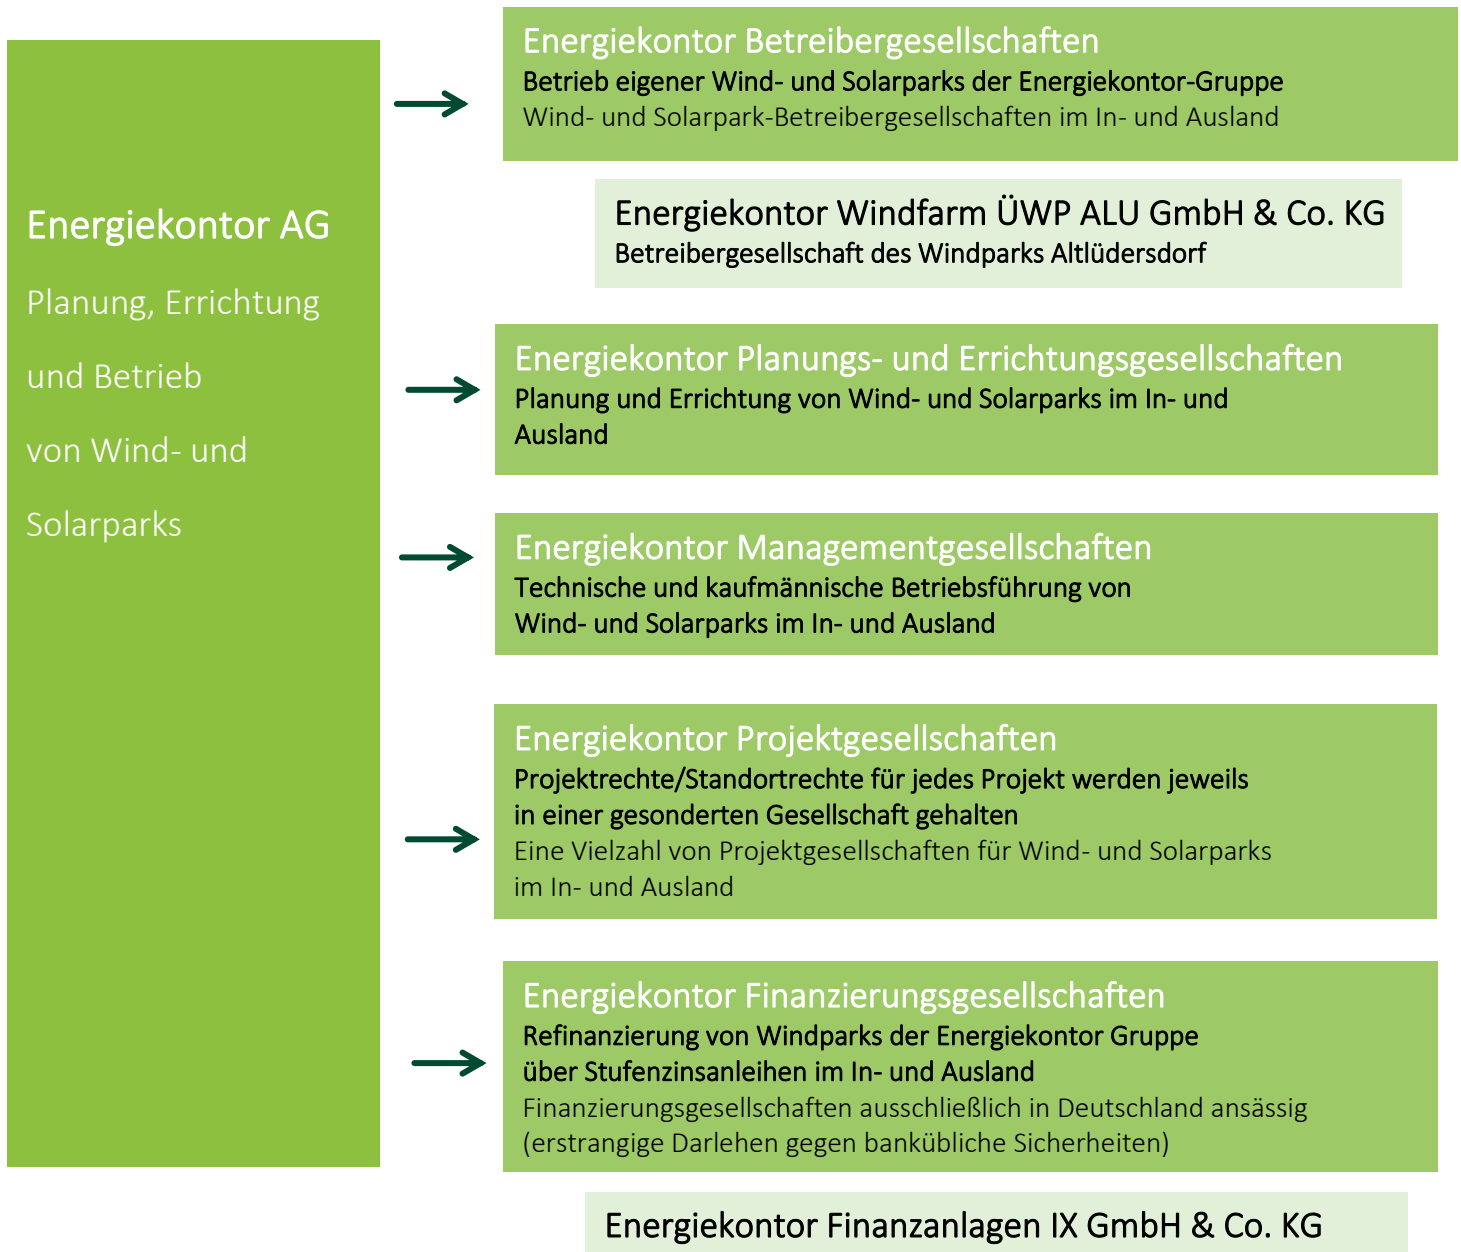 Energiekontor AG
Planung, Errichtung
und Betrieb
von Wind- und
Solarparks
Energiekontor Betreibergesellschaften
Betrieb eigener Wind- und Solarparks der Energiekontor-Gruppe
Wind- und Solarpark-Betreibergesellschaften im In- und Ausland
Energiekontor Windfarm ÜWP ALU GmbH & Co. KG
Betreibergesellschaft des Windparks Altlüdersdorf
Energiekontor Planungs- und Errichtungsgesellschaften
Planung und Errichtung von Wind- und Solarparks im In- und
Ausland
Energiekontor Managementgesellschaften
Technische und kaufmännische Betriebsführung von
Wind- und Solarparks im In- und Ausland
Energiekontor Projektgesellschaften
Projektrechte/Standortrechte für jedes Projekt werden jeweils
in einer gesonderten Gesellschaft gehalten
Eine Vielzahl von Projektgesellschaften für Wind- und Solarparks
im In- und Ausland
Energiekontor Finanzierungsgesellschaften
Refinanzierung von Windparks der Energiekontor Gruppe
über Stufenzinsanleihen im In- und Ausland
Finanzierungsgesellschaften ausschließlich in Deutschland ansässig
(erstrangige Darlehen gegen bankübliche Sicherheiten)
Energiekontor Finanzanlagen IX GmbH & Co. KG